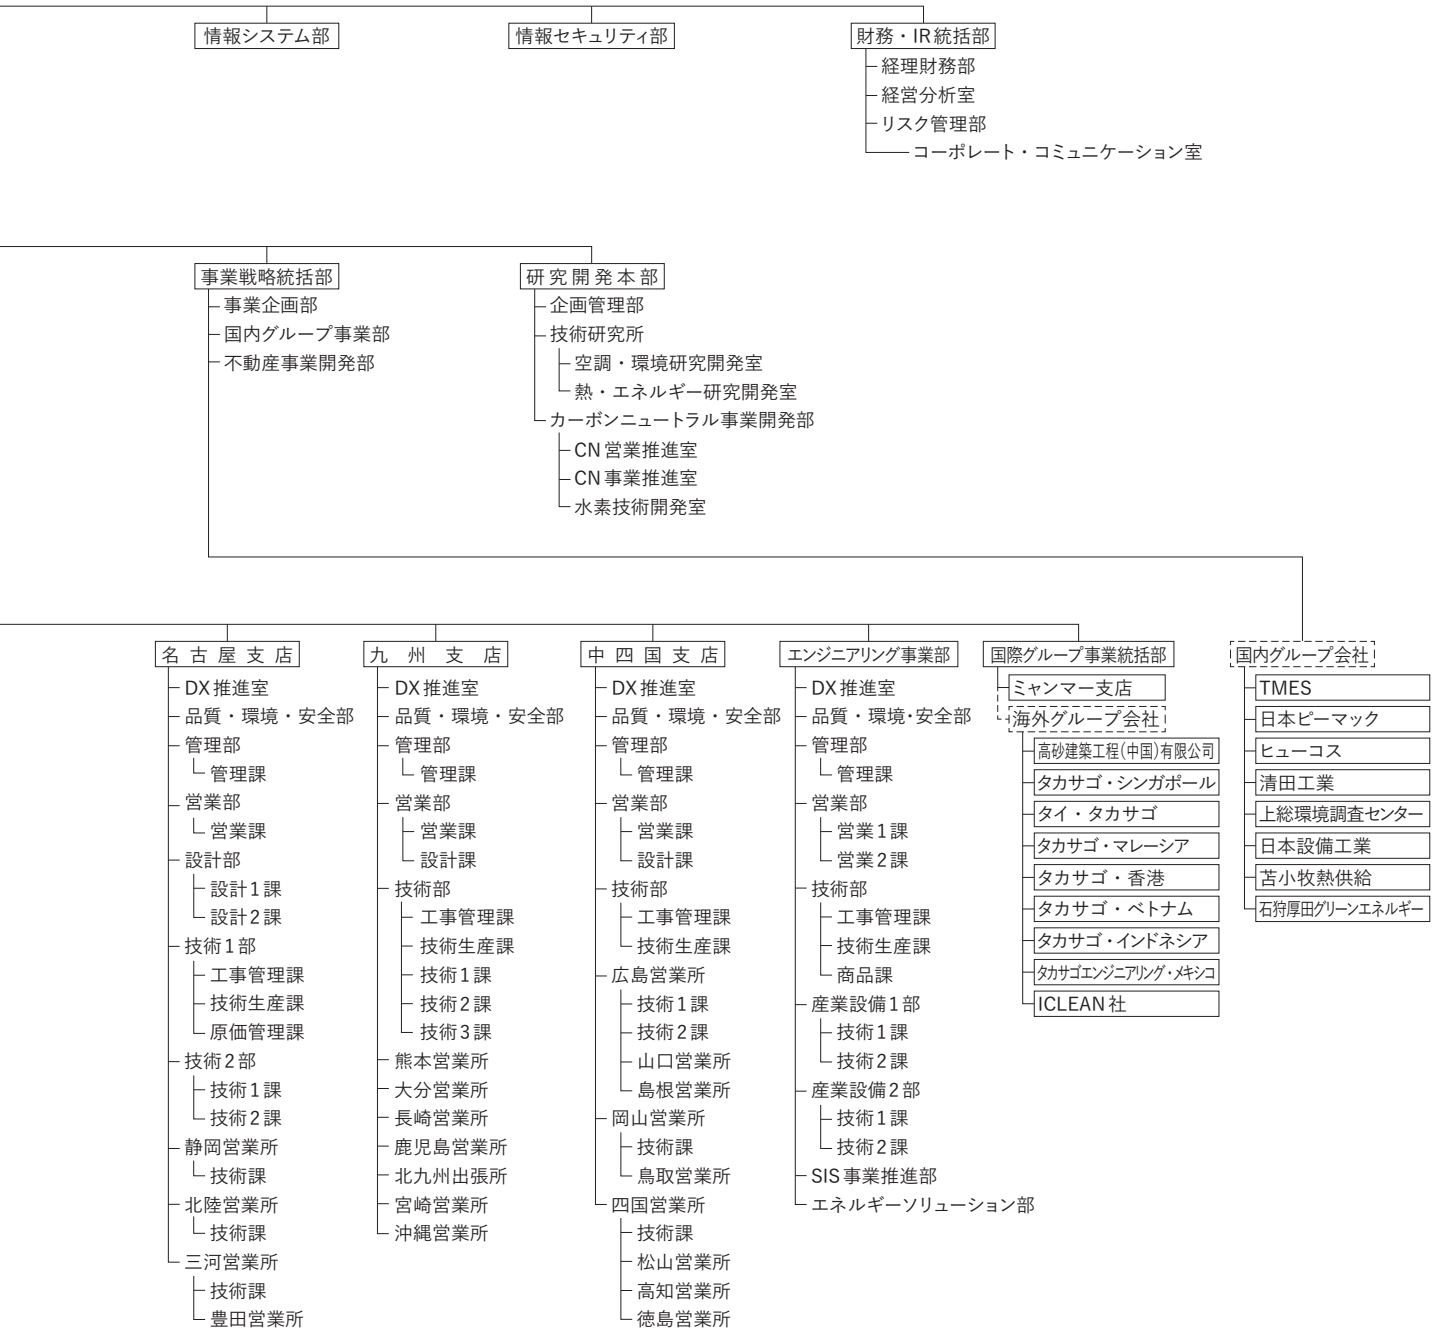 情報システム部
情報セキュリティ部
財務・IR統括部
経理財務部
経営分析室
リスク管理部
コーポレート・コミュニケーション室
事業戦略統括部
事業企画部
国内グループ事業部
不動産事業開発部
研究開発本部
企画管理部
技術研究所
空調・環境研究開発室
熱・エネルギー研究開発室
カーボンニュートラル事業開発部
CN営業推進室
CN事業推進室
水素技術開発室
名古屋支店
DX推進室
品質・環境・安全部
管理部
管理課
営業部
営業課
設計部
設計1課
設計2課
技術1部
工事管理課
技術生産課
原価管理課
技術2部
技術1課
技術2課
静岡営業所
技術課
北陸営業所
技術課
三河営業所
技術課
豊田営業所
九州支店
DX推進室
品質・環境・安全部
管理部
管理課
営業部
営業課
設計課
技術部
工事管理課
技術生産課
技術1課
技術2課
技術3課
熊本営業所
大分営業所
長崎営業所
鹿児島営業所
北九州出張所
宮崎営業所
沖縄営業所
中四国支店
DX推進室
品質・環境・安全部
管理部
管理課
営業部
営業課
設計課
技術部
工事管理課
技術生産課
広島営業所
技術1課
技術2課
山口営業所
島根営業所
岡山営業所
技術課
鳥取営業所
四国営業所
技術課
松山営業所
高知営業所
徳島営業所
エンジニアリング事業部
DX推進室
品質・環境・安全部
管理部
管理課
営業部
営業1課
営業2課
技術部
工事管理課
技術生産課
商品課
産業設備1部
技術1課
技術2課
産業設備2部
技術1課
技術2課
SIS事業推進部
エネルギーソリューション部
国際グループ事業統括部
ミャンマー支店
海外グループ会社
高砂建築工程(中国)有限公司
タカサゴ・シンガポール
タイ・タカサゴ
タカサゴ・マレーシア
タカサゴ・香港
タカサゴ・ベトナム
タカサゴ・インドネシア
タカサゴエンジニアリング・メキシコ
ICLEAN社
国内グループ会社
TMES
日本ピーマック
ヒューコス
清田工業
上総環境調査センター
日本設備工業
苫小牧熱供給
石狩厚田グリーンエネルギー